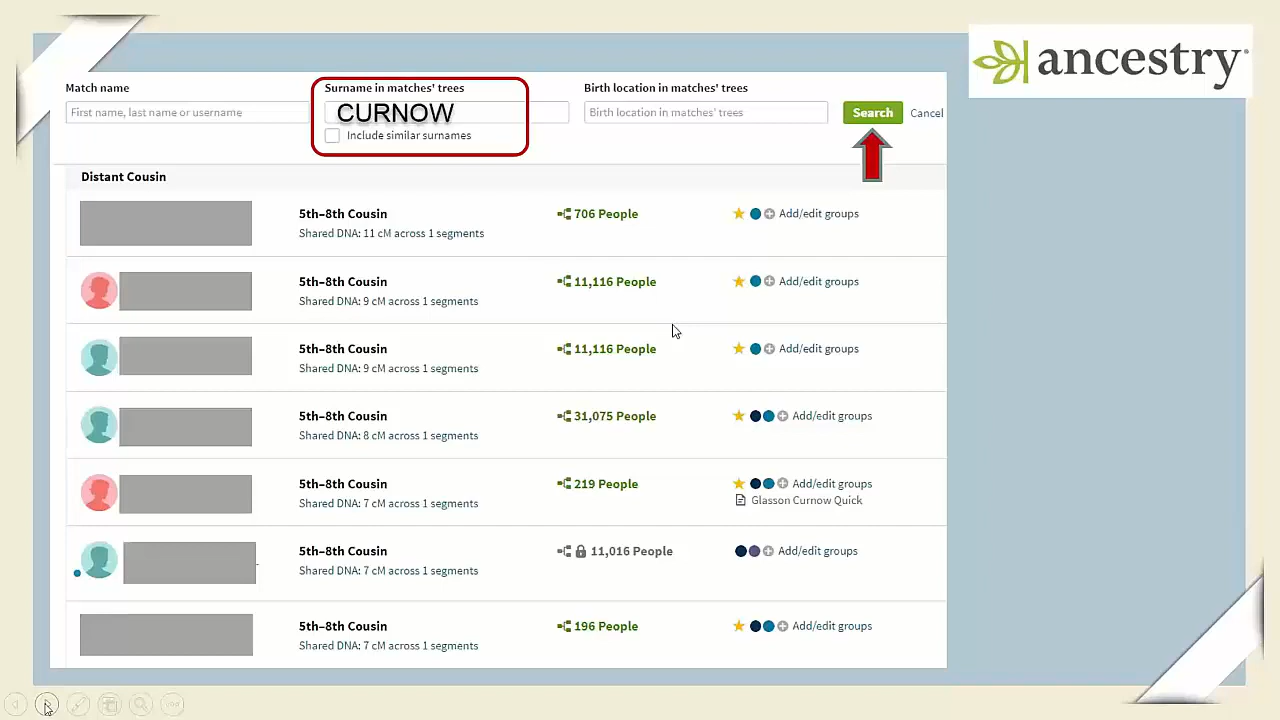 ancestry
Match name
Surname in matches' trees
Birth location in matches' trees
First name, last name or username
CURNOW
Birth location in matches' trees
Search
Cancel
Include similar surnames
Distant Cousin
5th–8th Cousin
706 People
Add/edit groups
Shared DNA: 11 cM across 1 segments
5th–8th Cousin
11,116 People
Add/edit groups
Shared DNA: 9 cM across 1 segments
5th–8th Cousin
11,116 People
Add/edit groups
Shared DNA: 9 cM across 1 segments
5th–8th Cousin
31,075 People
Add/edit groups
Shared DNA: 8 cM across 1 segments
5th–8th Cousin
219 People
Add/edit groups
Shared DNA: 7 cM across 1 segments
Glasson Curnow Quick
5th–8th Cousin
11,016 People
Add/edit groups
Shared DNA: 7 cM across 1 segments
5th–8th Cousin
196 People
Add/edit groups
Shared DNA: 7 cM across 1 segments